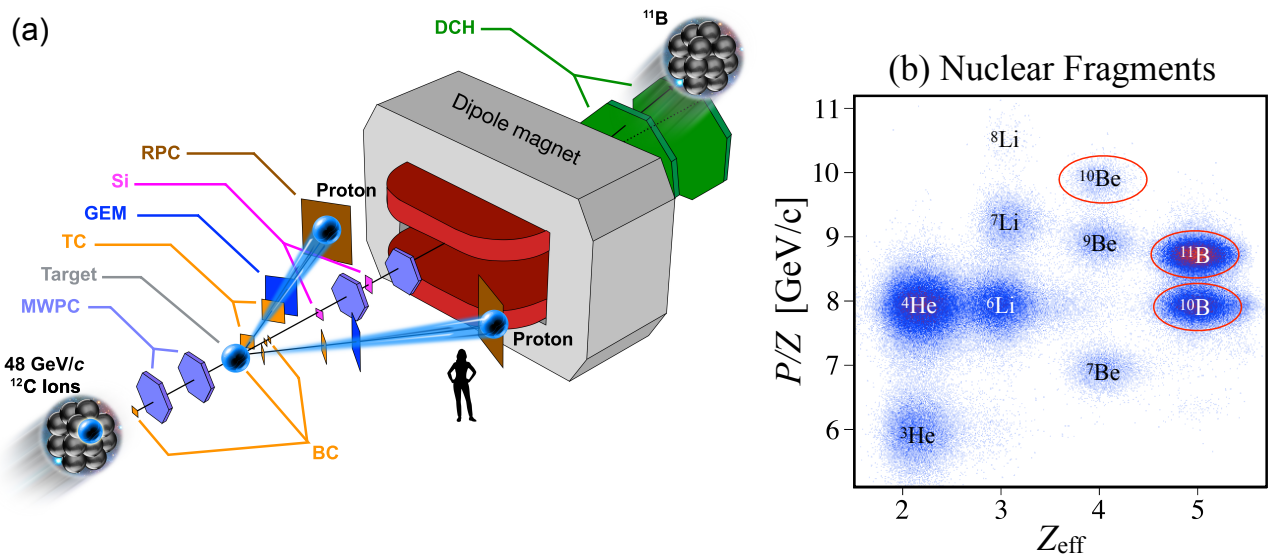 (a)
DCH
¹¹B
Dipole magnet
RPC
Proton
Si
GEM
TC
Target
MWPC
48 GeV/c
¹²C Ions
Proton
BC
(b) Nuclear Fragments
P/Z [GeV/c]
11
10
9
8
7
6
⁸Li
¹⁰Be
⁷Li
⁹Be
¹¹B
⁴He
⁶Li
¹⁰B
⁷Be
³He
2 3 4 5
Zeff